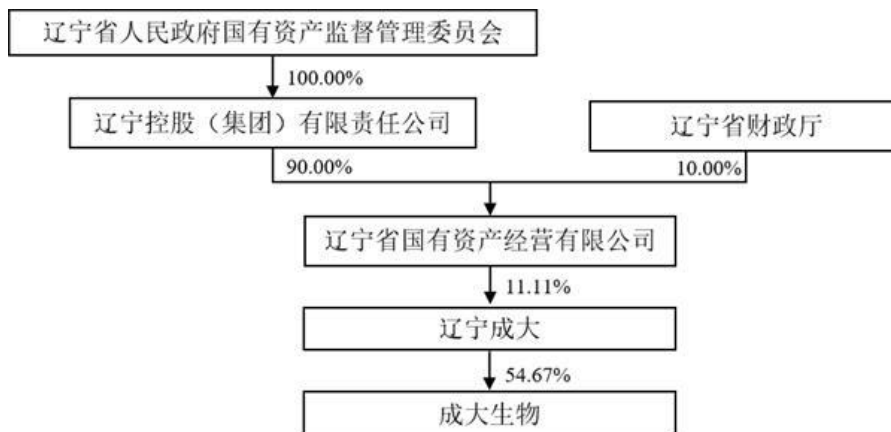 辽宁省人民政府国有资产监督管理委员会
100.00%
辽宁控股（集团）有限责任公司
辽宁省财政厅
90.00%
10.00%
辽宁省国有资产经营有限公司
11.11%
辽宁成大
54.67%
成大生物